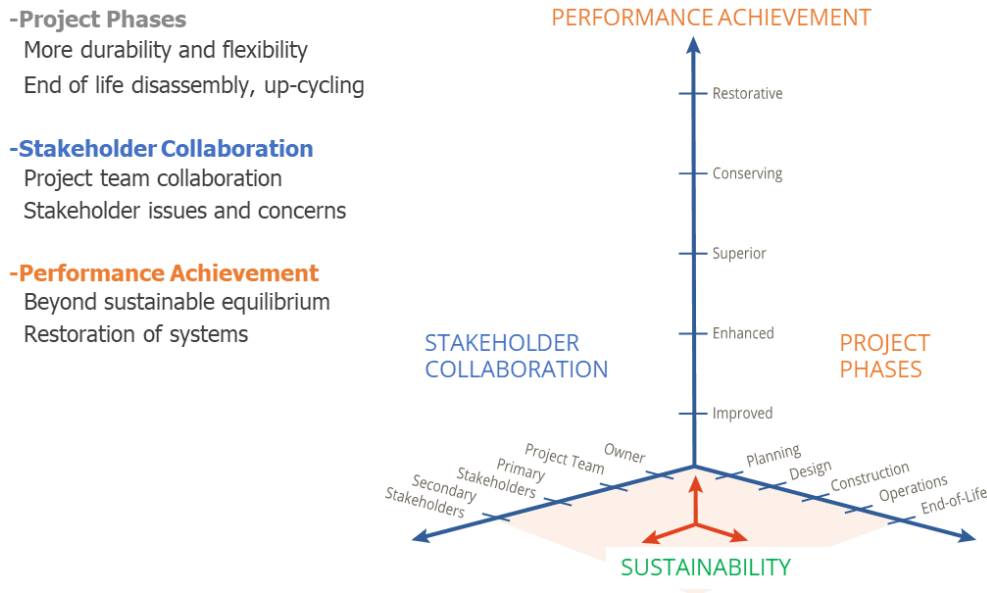 -Project Phases
More durability and flexibility
End of life disassembly, up-cycling
-Stakeholder Collaboration
Project team collaboration
Stakeholder issues and concerns
-Performance Achievement
Beyond sustainable equilibrium
Restoration of systems
PERFORMANCE ACHIEVEMENT
Restorative
Conserving
Superior
Enhanced
Improved
STAKEHOLDER
COLLABORATION
PROJECT
PHASES
Owner
Project Team
Primary
Stakeholders
Secondary
Stakeholders
Planning
Design
Construction
Operations
End-of-Life
SUSTAINABILITY